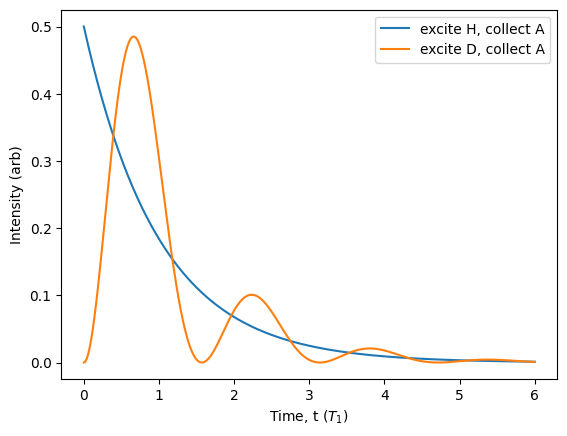 excite H, collect A
excite D, collect A
Intensity (arb)
0.5
0.4
0.3
0.2
0.1
0.0
0 1 2 3 4 5 6
Time, t (T₁)